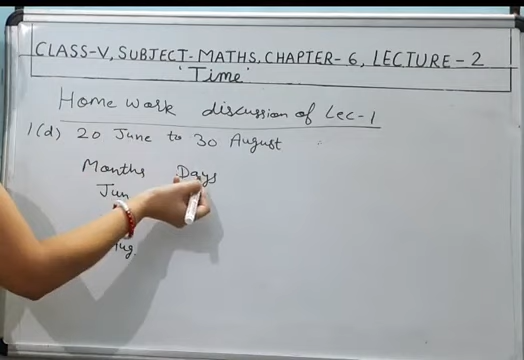 CLASS-V, SUBJECT-MATHS, CHAPTER-6, LECTURE-2
'Time'
Home work discussion of Lec-1
1(d) 20 June to 30 August
Months Days
Jun
ug.